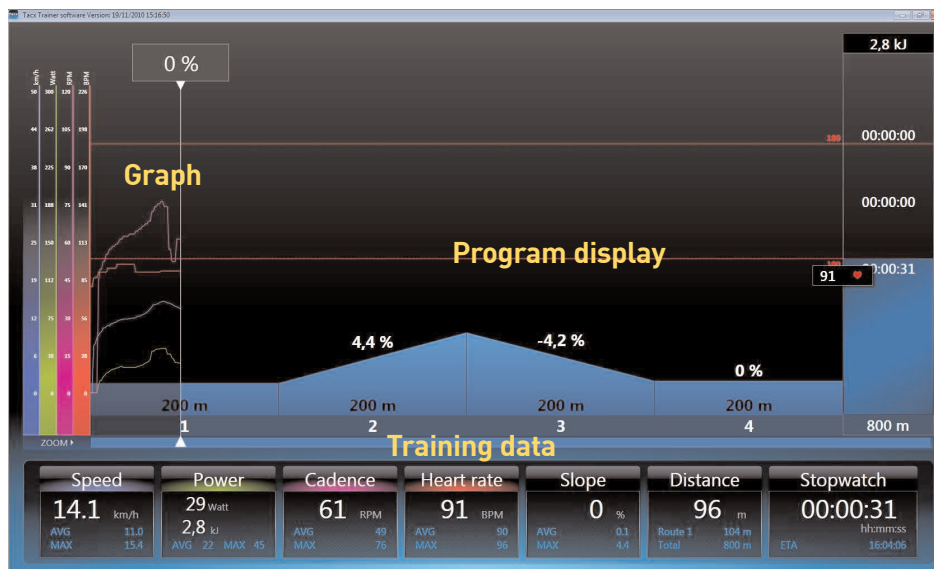 Tacx Trainer software Version: 19/11/2010 15:16:50
2,8 kJ
0 %
km/h Watt RPM BPM
50 300 120 226
44 262 105 198
189 00:00:00
38 225 90 170
Graph
31 188 75 141
00:00:00
25 150 60 113
Program display
00:00:31
19 112 45 85
91
12 75 30 56
4,4 % -4,2 %
6 38 15 28
0 %
0 0 0 0
200 m 200 m 200 m 200 m
1 2 3 4 800 m
ZOOM
Training data
Speed Power Cadence Heart rate Slope Distance Stopwatch
14.1 km/h 29 Watt 61 RPM 91 BPM 0 % 96 m 00:00:31
2,8 kJ hh:mm:ss
AVG 11.0 AVG 49 AVG 90 AVG 0.1 Route 1 104 m
MAX 15.4 AVG 22 MAX 45 MAX 76 MAX 96 MAX 4.4 Total 800 m ETA 16:04:06